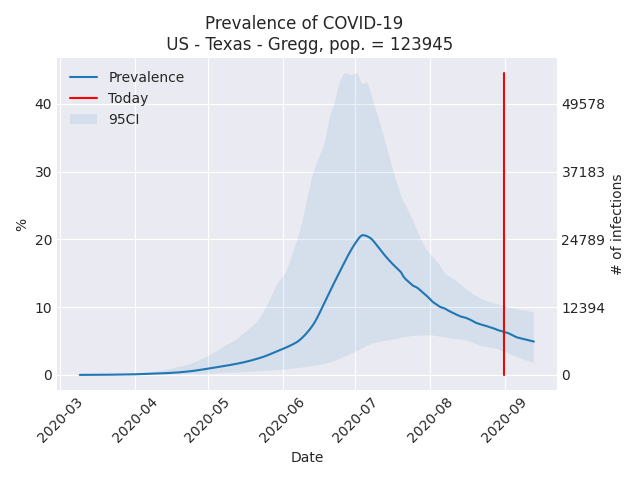 Prevalence of COVID-19
US - Texas - Gregg, pop. = 123945
Prevalence
Today
95CI
40
30
20
10
0
%
49578
37183
24789
12394
0
# of infections
2020-03
2020-04
2020-05
2020-06
2020-07
2020-08
2020-09
Date